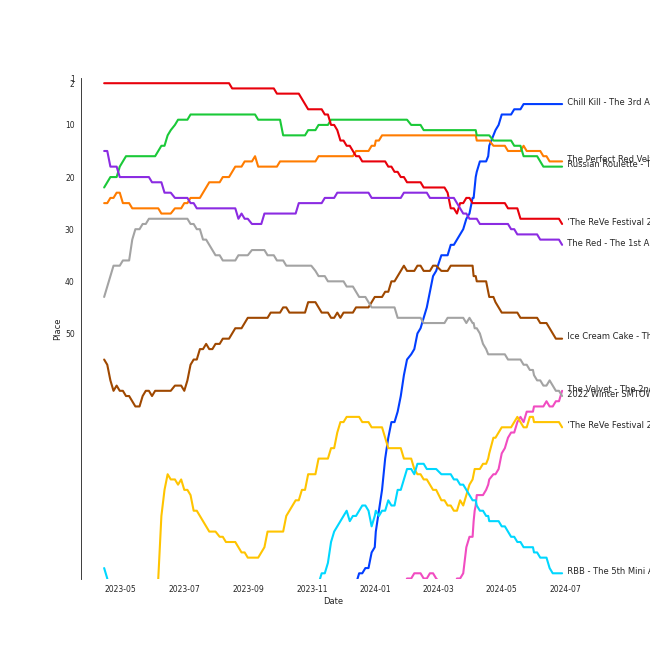 1
2
10
20
30
40
50
Place
Chill Kill - The 3rd A
The Perfect Red Vel
Russian Roulette - T
'The ReVe Festival 2
The Red - The 1st A
Ice Cream Cake - Th
The Velvet - The 2n
2022 Winter SMTOW
'The ReVe Festival 2
RBB - The 5th Mini A
2023-05 2023-07 2023-09 2023-11 2024-01 2024-03 2024-05 2024-07
Date